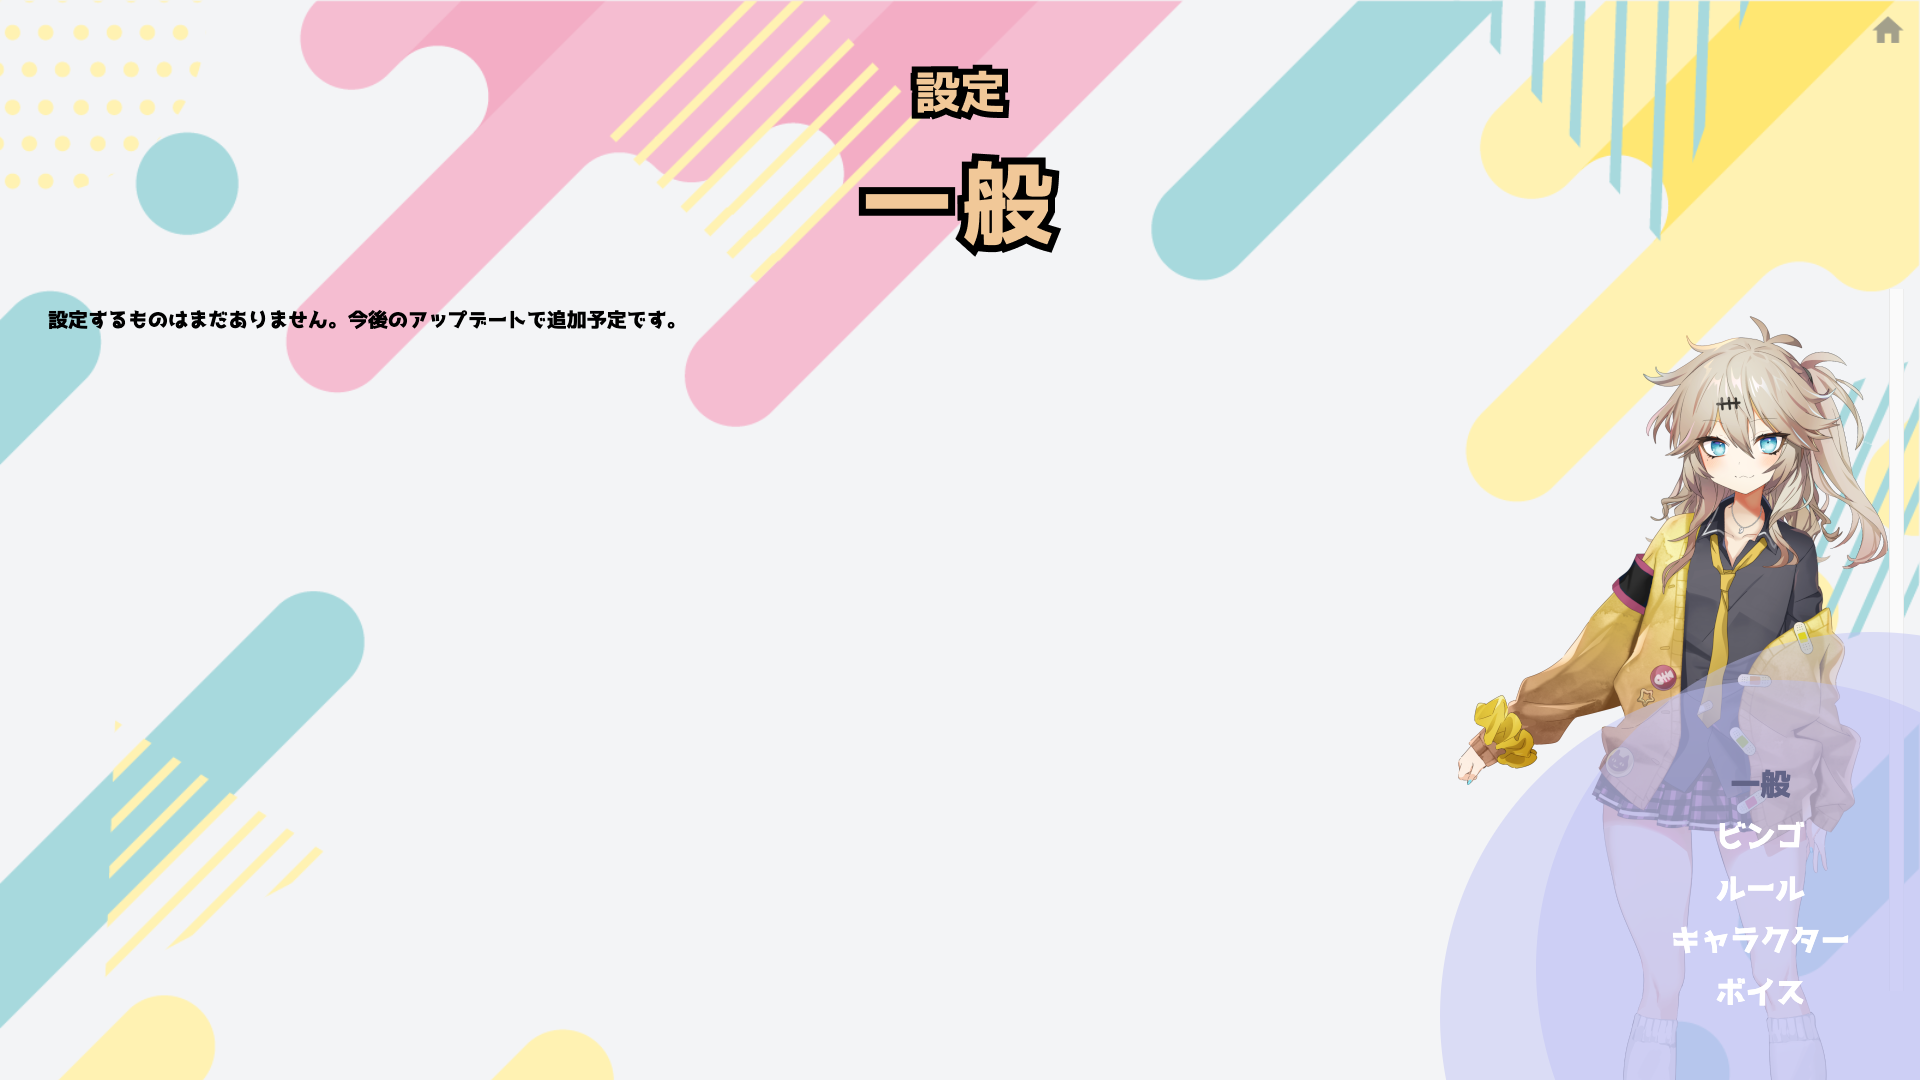 設定
一般
設定するものはまだありません。今後のアップデートで追加予定です。
一般
ビンゴ
ルール
キャラクター
ボイス